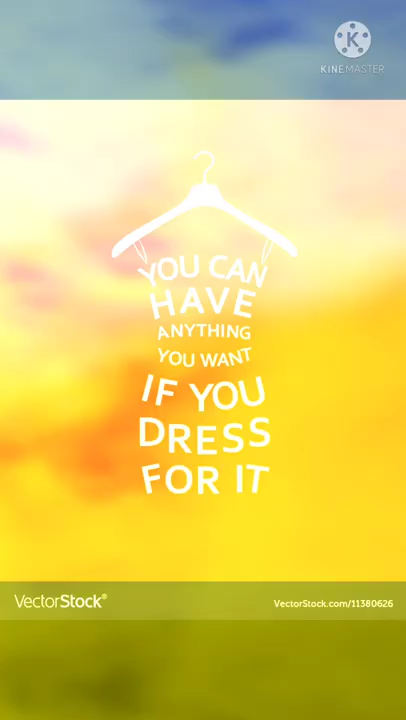 KINEMASTER
YOU CAN
HAVE
ANYTHING
YOU WANT
IF YOU
DRESS
FOR IT
VectorStock®
VectorStock.com/11380626